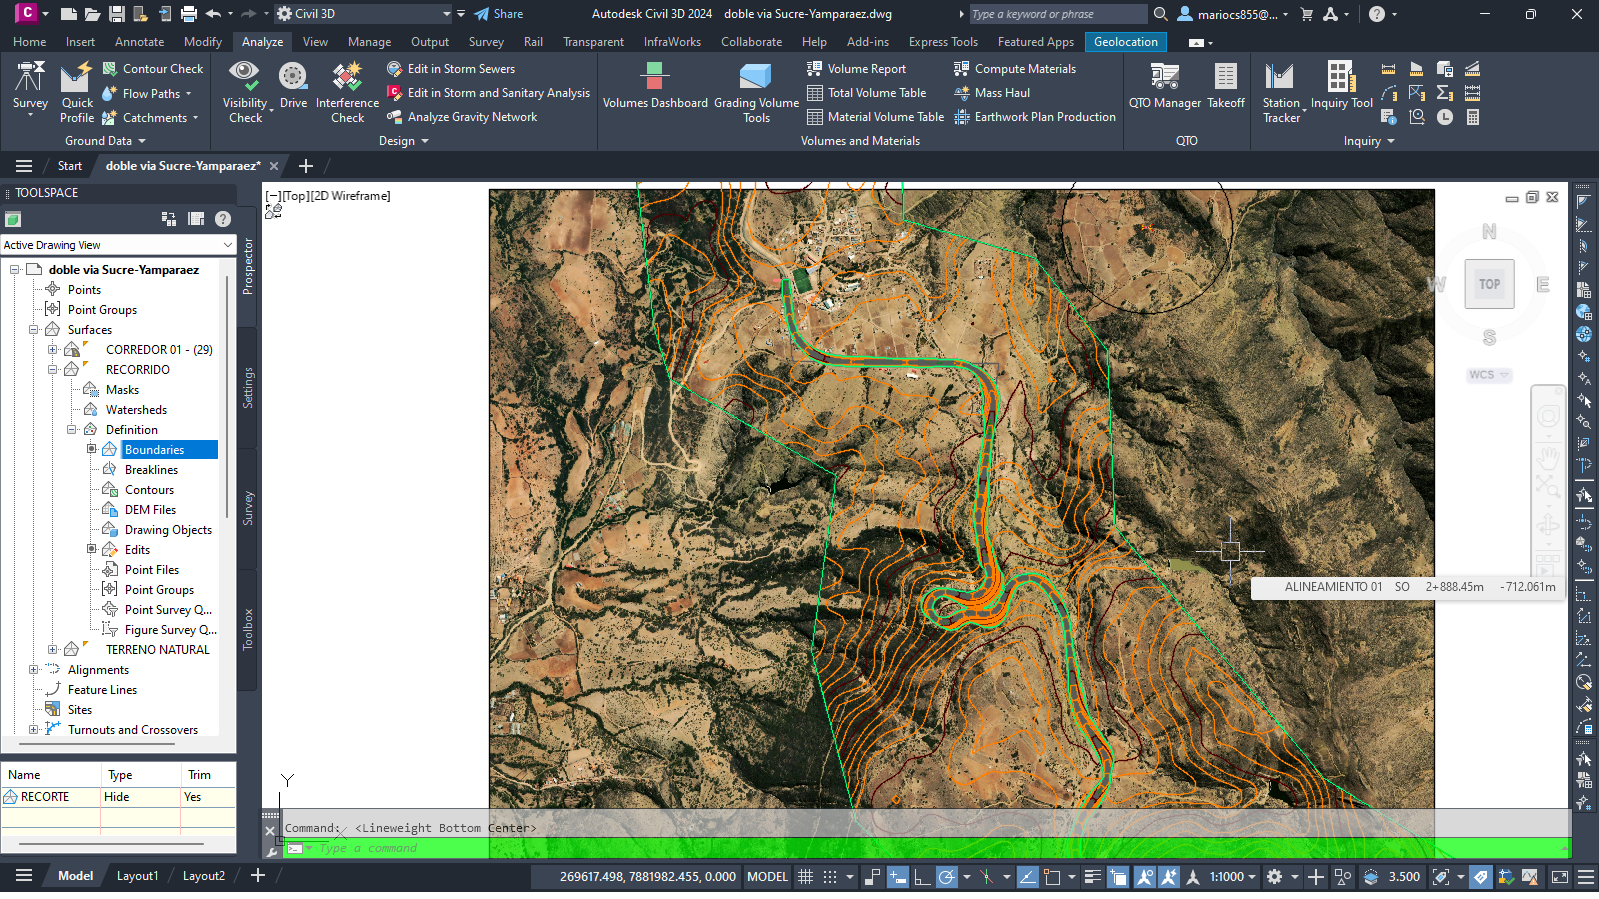 C
Civil 3D
Share
Autodesk Civil 3D 2024
doble via Sucre-Yamparaez.dwg
Type a keyword or phrase
mariocs855@...
Home
Insert
Annotate
Modify
Analyze
View
Manage
Output
Survey
Rail
Transparent
InfraWorks
Collaborate
Help
Add-ins
Express Tools
Featured Apps
Geolocation
Survey
Quick
Profile
Contour Check
Flow Paths
Catchments
Ground Data
Visibility
Check
Drive
Interference
Check
Edit in Storm Sewers
Edit in Storm and Sanitary Analysis
Analyze Gravity Network
Design
Volumes Dashboard
Grading Volume
Tools
Volume Report
Total Volume Table
Material Volume Table
Compute Materials
Mass Haul
Earthwork Plan Production
Volumes and Materials
QTO Manager
Takeoff
QTO
Station
Tracker
Inquiry Tool
Inquiry
Start
doble via Sucre-Yamparaez*
TOOLSPACE
Active Drawing View
doble via Sucre-Yamparaez
Points
Point Groups
Surfaces
CORREDOR 01 - (29)
RECORRIDO
Masks
Watersheds
Definition
Boundaries
Breaklines
Contours
DEM Files
Drawing Objects
Edits
Point Files
Point Groups
Point Survey Q...
Figure Survey Q...
TERRENO NATURAL
Alignments
Feature Lines
Sites
Turnouts and Crossovers
Prospector
Settings
Survey
Toolbox
Name
Type
Trim
RECORTE
Hide
Yes
[−][Top][2D Wireframe]
N
W
TOP
E
S
WCS
ALINEAMIENTO 01 SO 2+888.45m -712.061m
Y
Command: <Lineweight Bottom Center>
Type a command
Model
Layout1
Layout2
269617.498, 7881982.455, 0.000
MODEL
1:1000
3.500